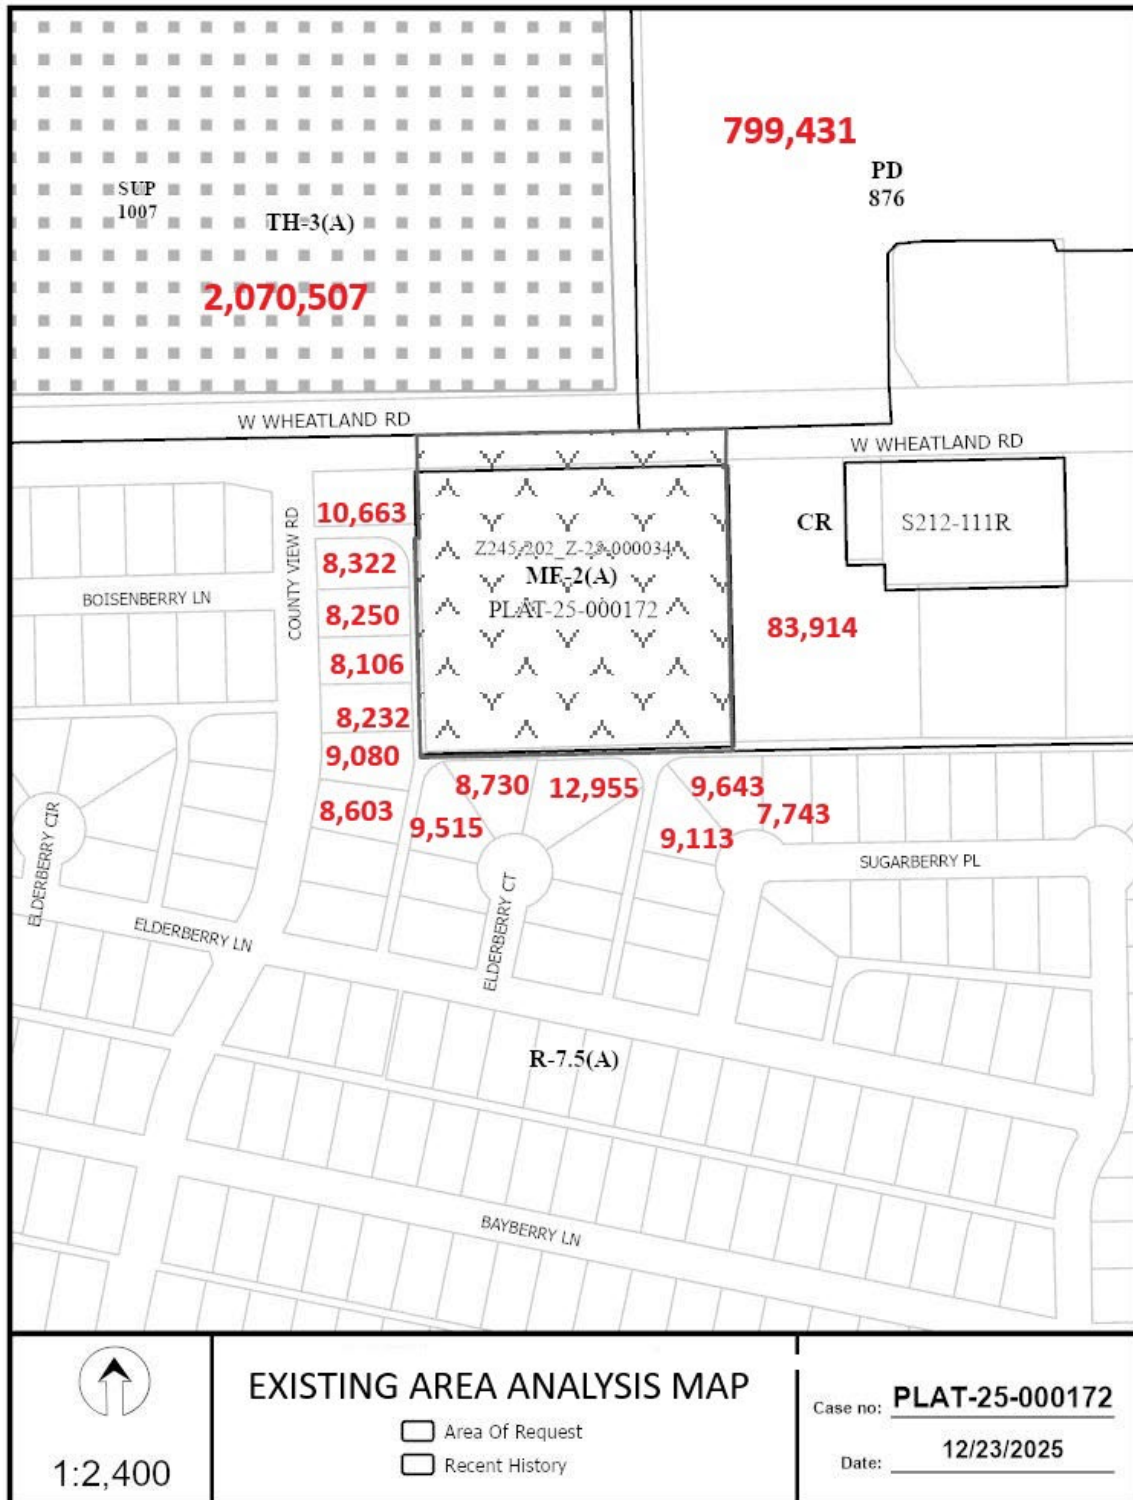 799,431
PD
876
SUP
1007
TH-3(A)
2,070,507
W WHEATLAND RD
W WHEATLAND RD
10,663
COUNTY VIEW RD
8,322
8,250
8,106
8,232
9,080
8,603
BOISENBERRY LN
Z245-202_Z-25-000034
MF-2(A)
PLAT-25-000172
CR
S212-111R
83,914
8,730
12,955
9,643
7,743
9,515
9,113
ELDERBERRY CIR
ELDERBERRY LN
ELDERBERRY CT
SUGARBERRY PL
R-7.5(A)
BAYBERRY LN
1:2,400
EXISTING AREA ANALYSIS MAP
Area Of Request
Recent History
Case no: PLAT-25-000172
Date: 12/23/2025